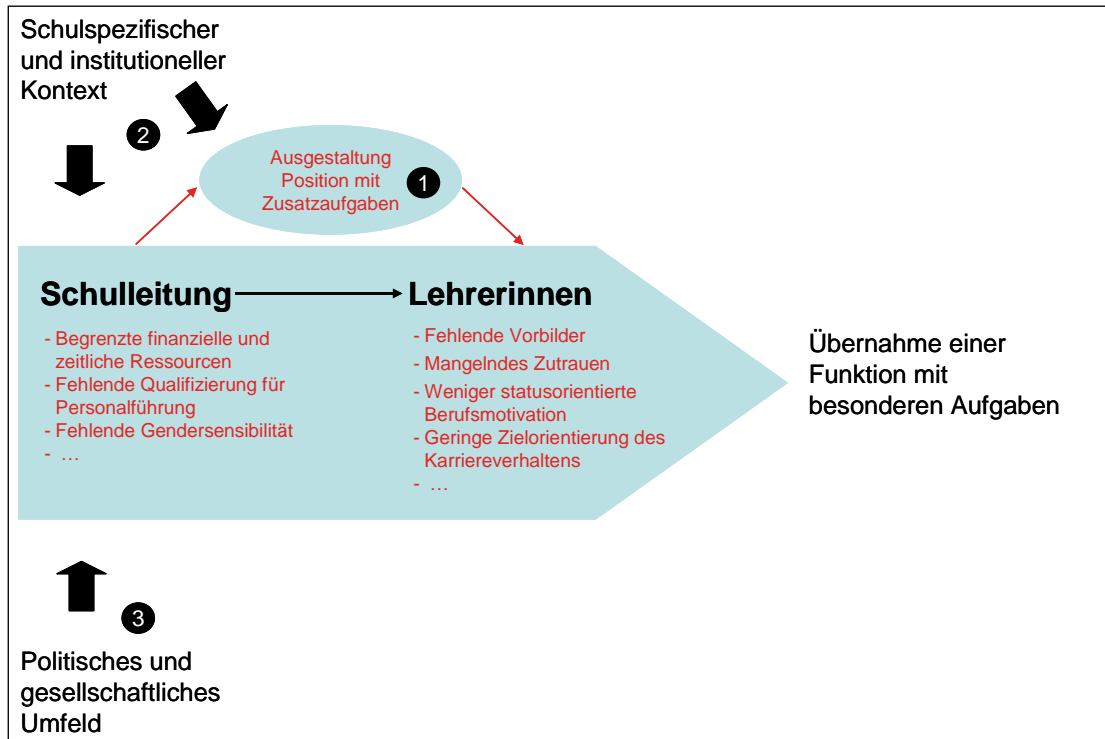 Schulspezifischer
und institutioneller
Kontext
2
Ausgestaltung
Position mit
Zusatzaufgaben
1
Schulleitung
- Begrenzte finanzielle und
zeitliche Ressourcen
- Fehlende Qualifizierung für
Personalführung
- Fehlende Gendersensibilität
- …
Lehrerinnen
- Fehlende Vorbilder
- Mangelndes Zutrauen
- Weniger statusorientierte
Berufsmotivation
- Geringe Zielorientierung des
Karriereverhaltens
- …
Übernahme einer
Funktion mit
besonderen Aufgaben
3
Politisches und
gesellschaftliches
Umfeld